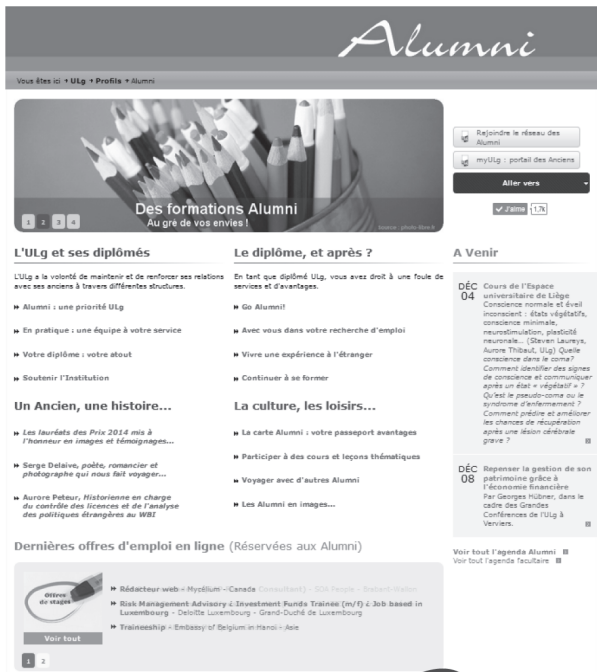 Alumni
Vous êtes ici → ULg → Profils → Alumni
Des formations Alumni
Au gré de vos envies !
1 2 3 4
source : photo-libre.fr
Rejoindre le réseau des
Alumni
myULg : portail des Anciens
Aller vers
J'aime 1,7k
L'ULg et ses diplômés
L'ULg a la volonté de maintenir et de renforcer ses relations
avec ses anciens à travers différentes structures.
Alumni : une priorité ULg
En pratique : une équipe à votre service
Votre diplôme : votre atout
Soutenir l'Institution
Le diplôme, et après ?
En tant que diplômé ULg, vous avez droit à une foule de
services et d'avantages.
Go Alumni!
Avec vous dans votre recherche d'emploi
Vivre une expérience à l'étranger
Continuer à se former
Un Ancien, une histoire...
Les lauréats des Prix 2014 mis à
l'honneur en images et témoignages...
Serge Delaive, poète, romancier et
photographe qui nous fait voyager...
Aurore Peteur, Historienne en charge
du contrôle des licences et de l'analyse
des politiques étrangères au WBI
La culture, les loisirs...
La carte Alumni : votre passeport avantages
Participer à des cours et leçons thématiques
Voyager avec d'autres Alumni
Les Alumni en images...
A Venir
DÉC
04
Cours de l'Espace
universitaire de Liège
Conscience normale et éveil
inconscient : états végétatifs,
conscience minimale,
neurostimulation, plasticité
neuronale... (Steven Laureys,
Aurore Thibaut, ULg) Quelle
conscience dans le coma?
Comment identifier des signes
de conscience et communiquer
après un état « végétatif » ?
Qu'est le pseudo-coma ou le
syndrome d'enfermement ?
Comment prédire et améliorer
les chances de récupération
après une lésion cérébrale
grave ?
DÉC
08
Repenser la gestion de son
patrimoine grâce à
l'économie financière
Par Georges Hübner, dans le
cadre des Grandes
Conférences de l'ULg à
Verviers.
Voir tout l'agenda Alumni
Voir tout l'agenda facultaire
Dernières offres d'emploi en ligne (Réservées aux Alumni)
Offres
de stages
Voir tout
Rédacteur web - Mycélium - Canada
Risk Management Advisory ¿ Investment Funds Trainee (m/f) ¿ Job based in
Luxembourg - Deloitte Luxembourg - Grand-Duché de Luxembourg
Traineeship - Embassy of Belgium in Hanoi - Asie
1 2